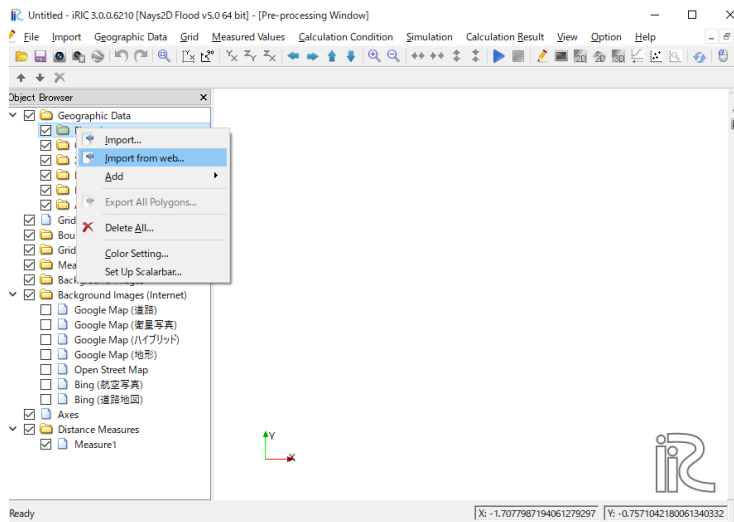 Untitled - iRIC 3.0.0.6210 [Nays2D Flood v5.0 64 bit] - [Pre-processing Window]
File Import Geographic Data Grid Measured Values Calculation Condition Simulation Calculation Result View Option Help
Object Browser
Geographic Data
Import...
Import from web...
Add
Export All Polygons...
Delete All...
Color Setting...
Set Up Scalarbar...
Grid
Bou
Grid
Mea
Background Images
Background Images (Internet)
Google Map (道路)
Google Map (衛星写真)
Google Map (ハイブリッド)
Google Map (地形)
Open Street Map
Bing (航空写真)
Bing (道路地図)
Axes
Distance Measures
Measure1
Y
X
iRIC
Ready
X: -1.7077987194061279297 Y: -0.7571042180061340332